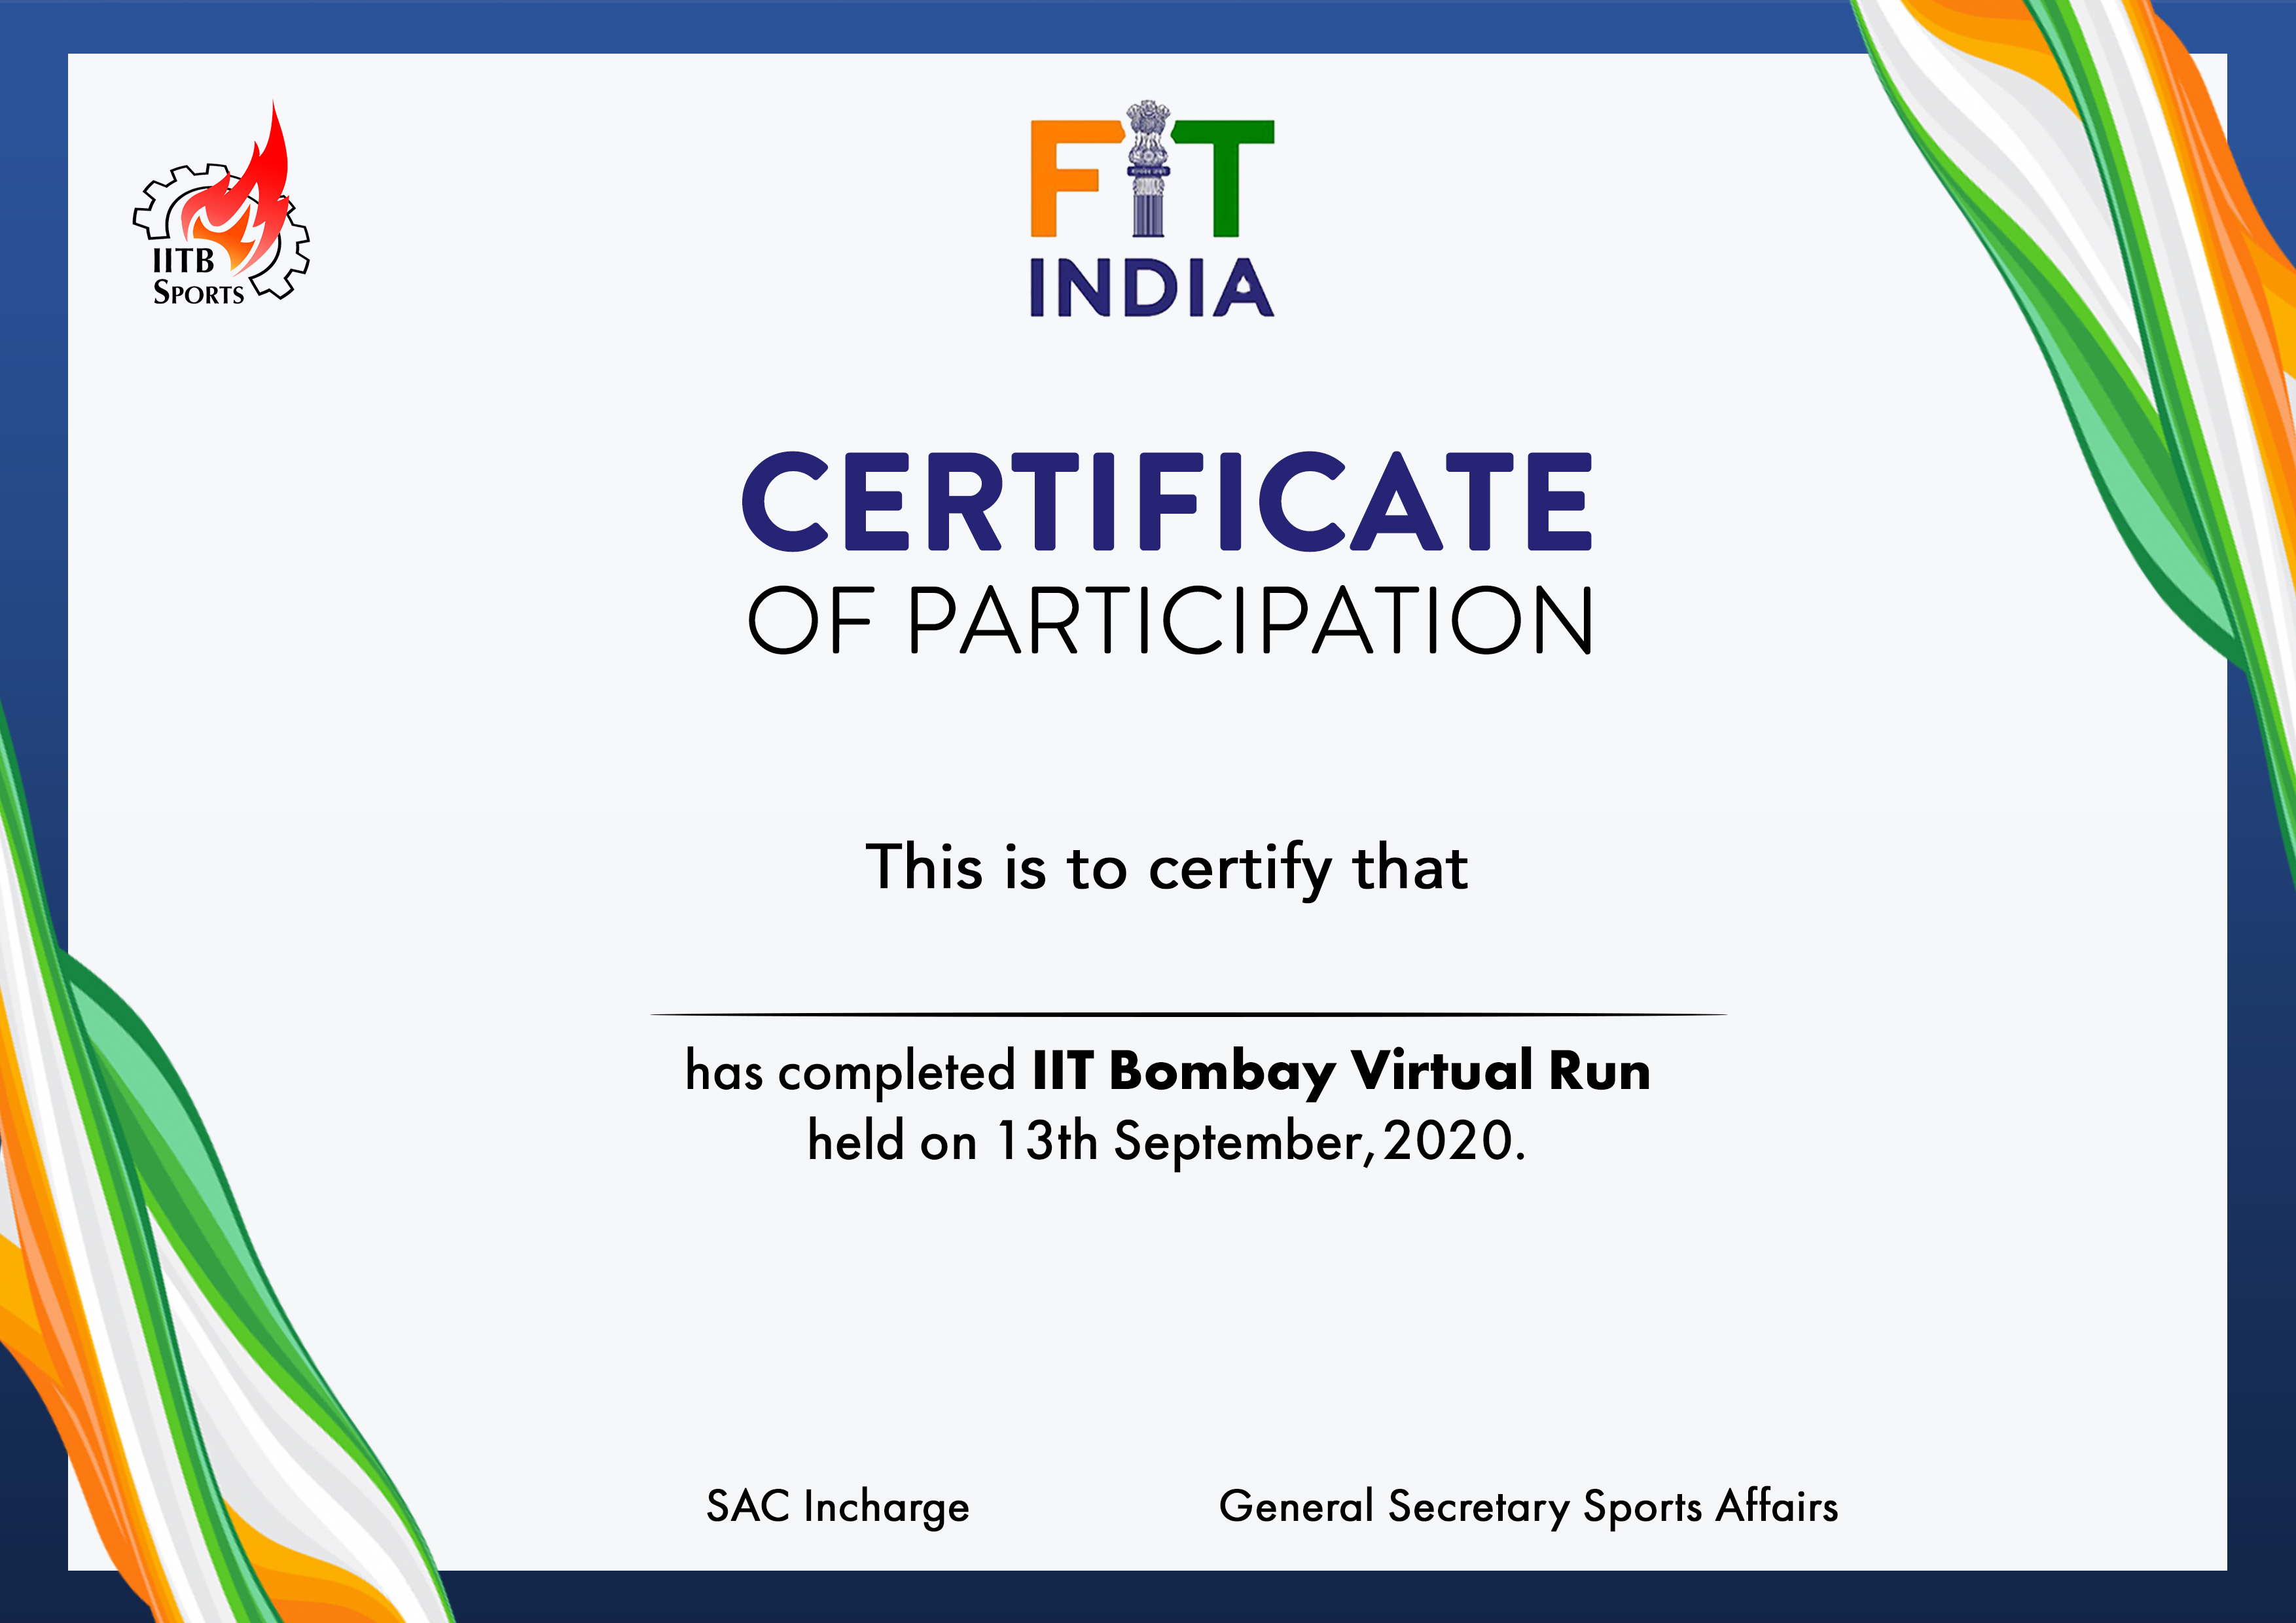 IITB
SPORTS
FIT
INDIA
CERTIFICATE
OF PARTICIPATION
This is to certify that
has completed IIT Bombay Virtual Run
held on 13th September,2020.
SAC Incharge
General Secretary Sports Affairs